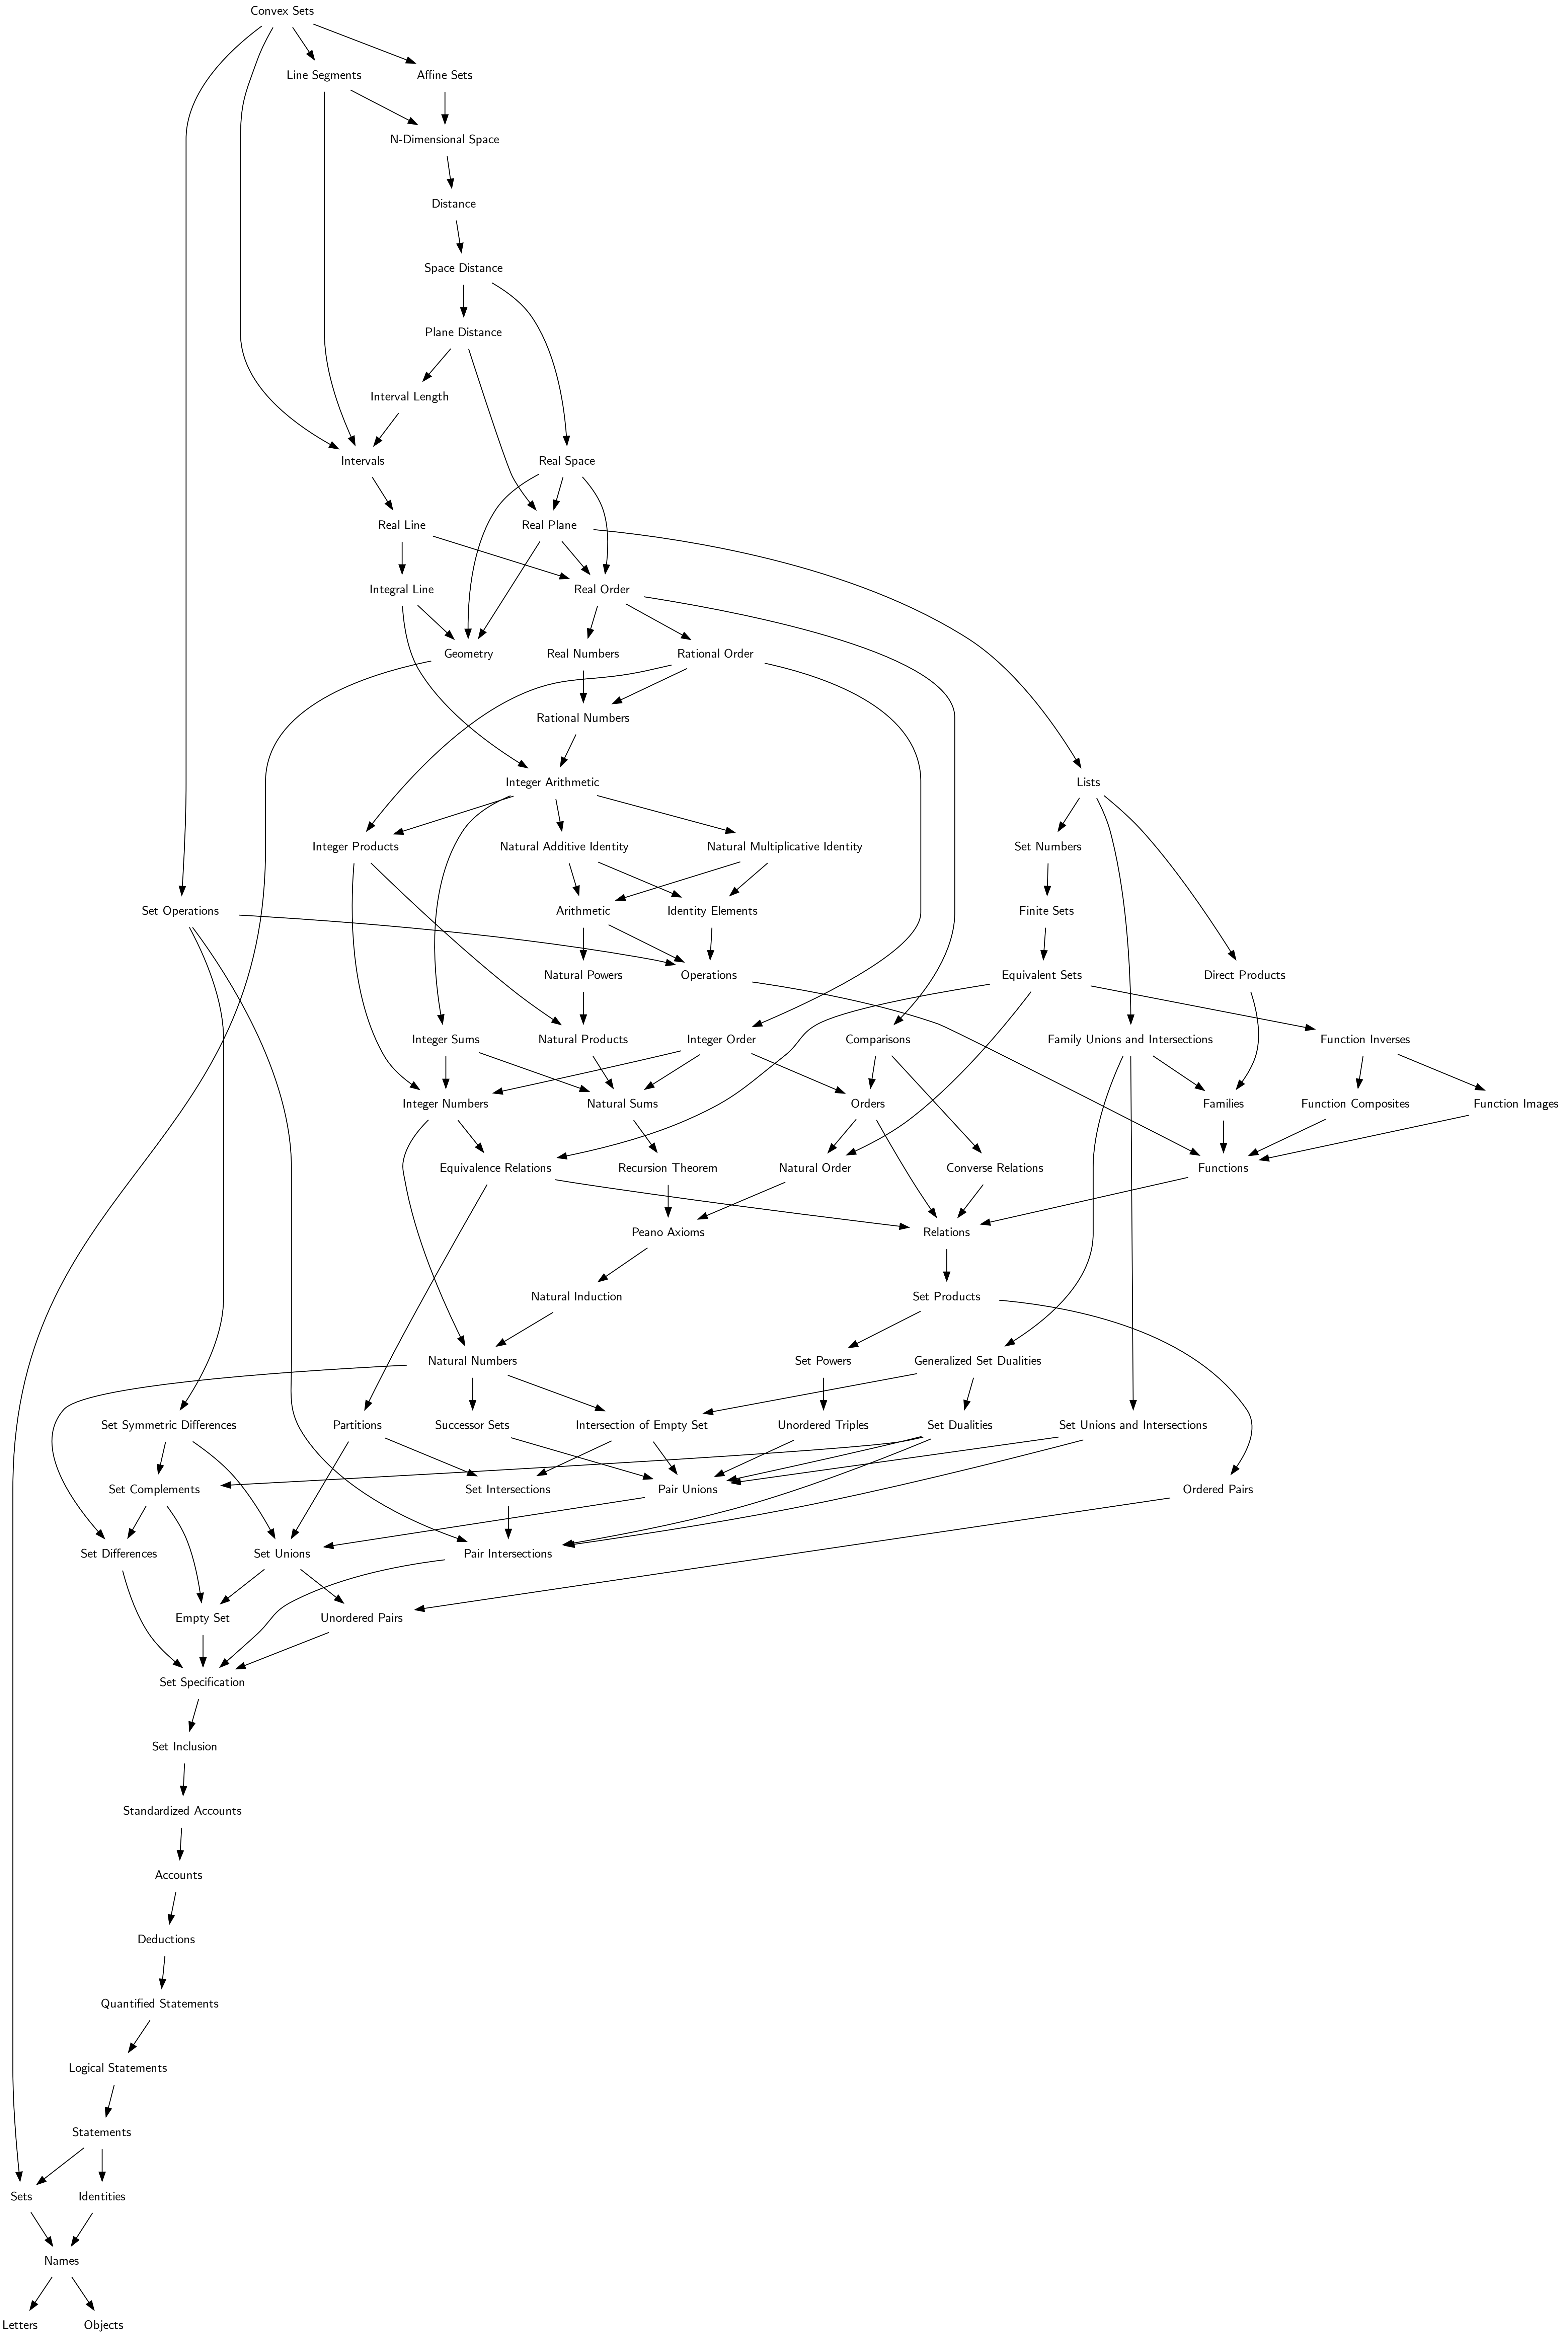 Convex Sets
Line Segments
Affine Sets
N-Dimensional Space
Distance
Space Distance
Plane Distance
Interval Length
Intervals
Real Space
Real Line
Real Plane
Integral Line
Real Order
Geometry
Real Numbers
Rational Order
Rational Numbers
Integer Arithmetic
Lists
Integer Products
Natural Additive Identity
Natural Multiplicative Identity
Set Numbers
Set Operations
Arithmetic
Identity Elements
Finite Sets
Natural Powers
Operations
Equivalent Sets
Direct Products
Integer Sums
Natural Products
Integer Order
Comparisons
Family Unions and Intersections
Function Inverses
Integer Numbers
Natural Sums
Orders
Families
Function Composites
Function Images
Equivalence Relations
Recursion Theorem
Natural Order
Converse Relations
Functions
Peano Axioms
Relations
Natural Induction
Set Products
Natural Numbers
Set Powers
Generalized Set Dualities
Set Symmetric Differences
Partitions
Successor Sets
Intersection of Empty Set
Unordered Triples
Set Dualities
Set Unions and Intersections
Set Complements
Set Intersections
Pair Unions
Ordered Pairs
Set Differences
Set Unions
Pair Intersections
Empty Set
Unordered Pairs
Set Specification
Set Inclusion
Standardized Accounts
Accounts
Deductions
Quantified Statements
Logical Statements
Statements
Sets
Identities
Names
Letters
Objects